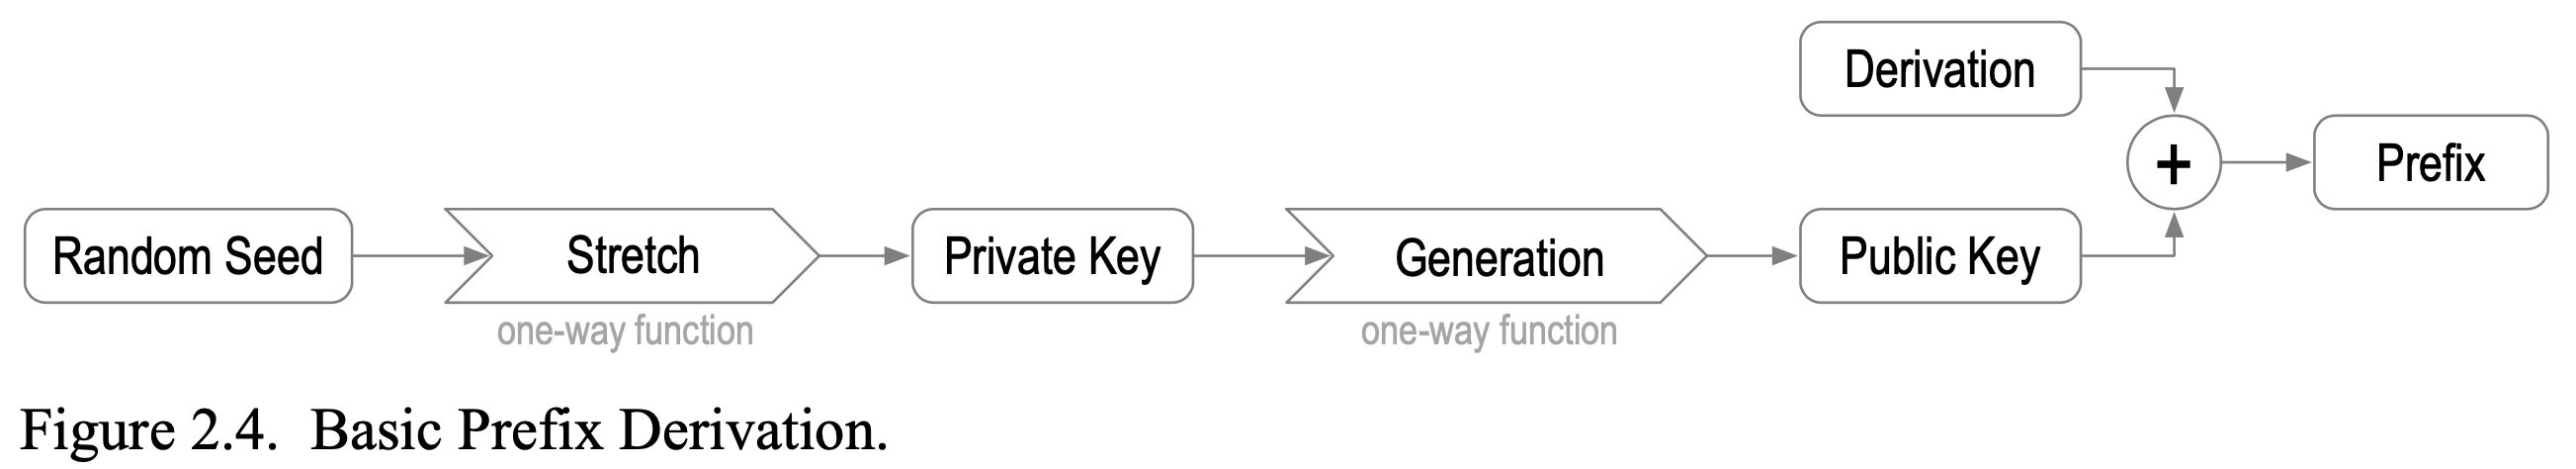 Derivation
+
Prefix
Random Seed
Stretch
Private Key
Generation
Public Key
one-way function
one-way function
Figure 2.4. Basic Prefix Derivation.